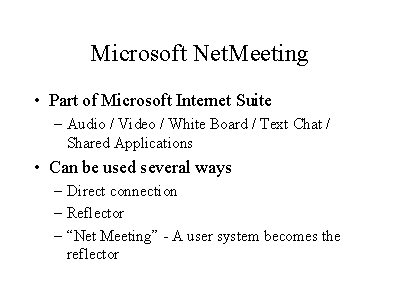 Microsoft NetMeeting
• Part of Microsoft Internet Suite
– Audio / Video / White Board / Text Chat /
Shared Applications
• Can be used several ways
– Direct connection
– Reflector
– “Net Meeting” - A user system becomes the
reflector